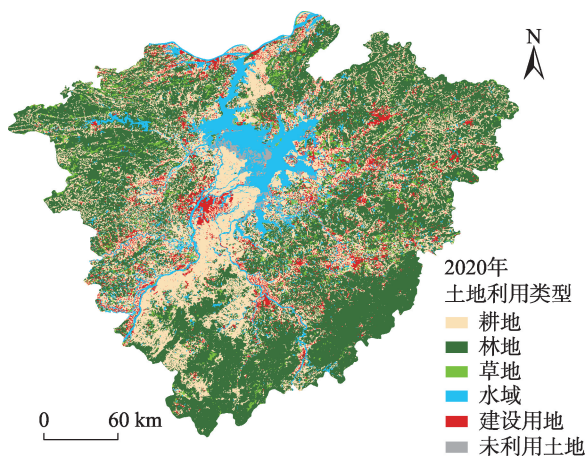 N
2020年
土地利用类型
耕地
林地
草地
水域
建设用地
未利用土地
0 60 km